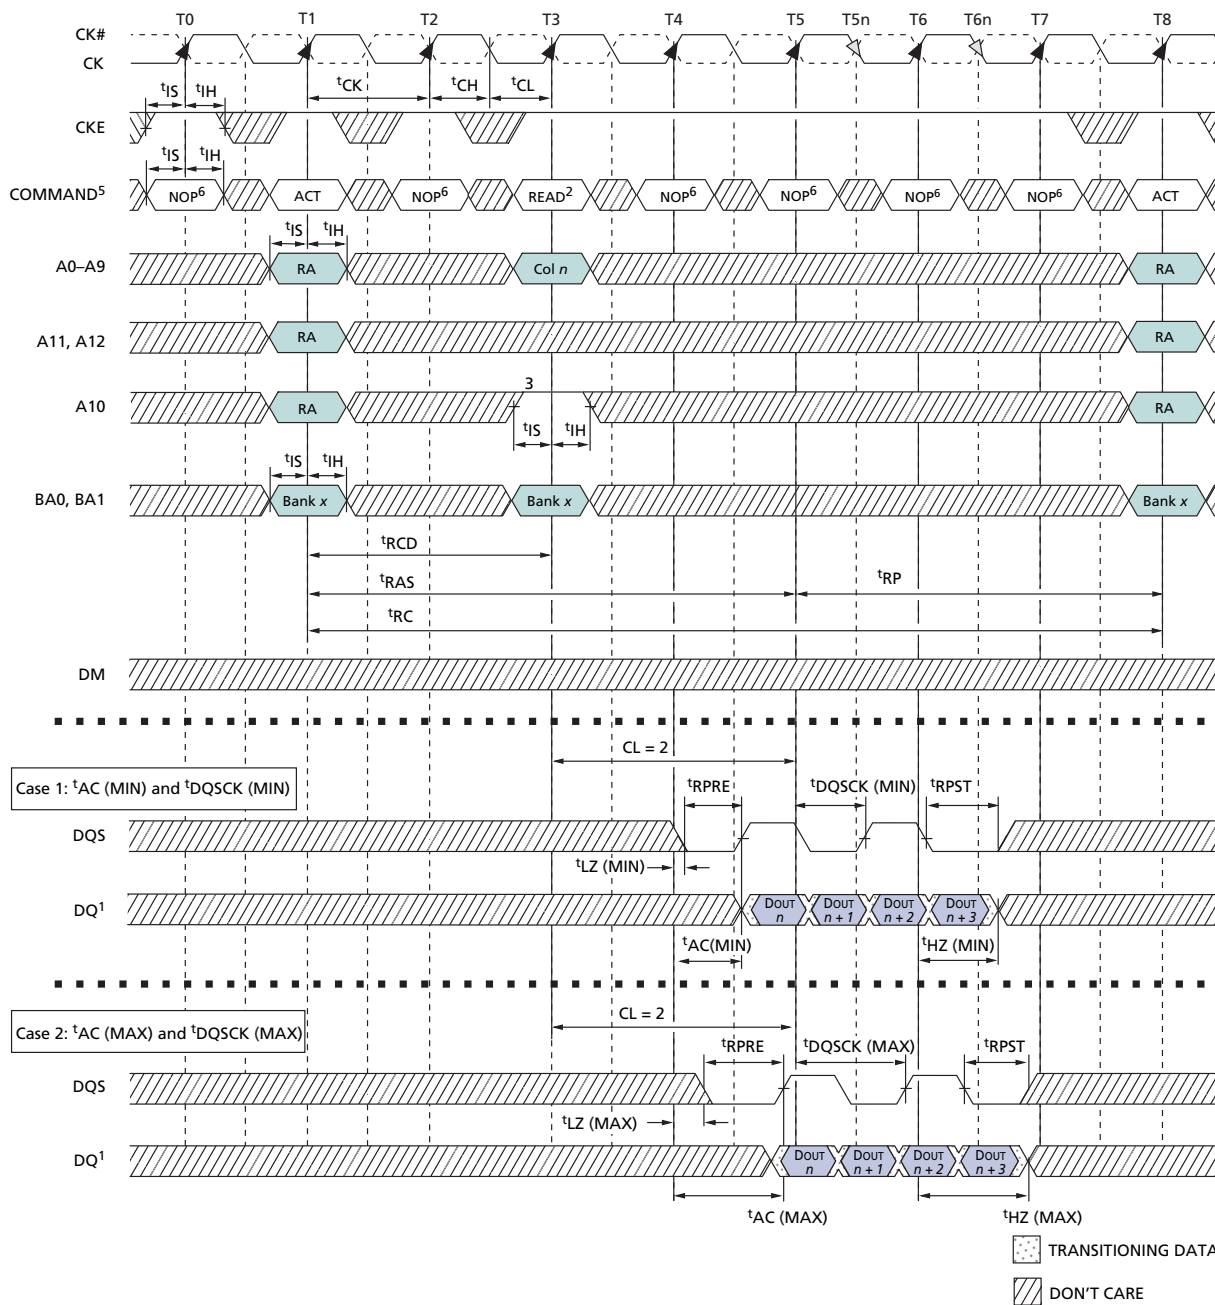 T0 T1 T2 T3 T4 T5 T5n T6 T6n T7 T8
CK#
CK
tIS tIH tCK tCH tCL
CKE
tIS tIH
COMMAND5 NOP6 ACT NOP6 READ2 NOP6 NOP6 NOP6 NOP6 ACT
tIS tIH
A0–A9 RA Col n RA
A11, A12 RA RA
3
A10 RA RA
tIS tIH
tIS tIH
BA0, BA1 Bank x Bank x Bank x
tRCD
tRAS tRP
tRC
DM
CL = 2
Case 1: tAC (MIN) and tDQSCK (MIN)
tRPRE tDQSCK (MIN) tRPST
DQS
tLZ (MIN)
DQ1 DOUT n DOUT n + 1 DOUT n + 2 DOUT n + 3
tAC(MIN) tHZ (MIN)
CL = 2
Case 2: tAC (MAX) and tDQSCK (MAX)
tRPRE tDQSCK (MAX) tRPST
DQS
tLZ (MAX)
DQ1 DOUT n DOUT n + 1 DOUT n + 2 DOUT n + 3
tAC (MAX) tHZ (MAX)
TRANSITIONING DATA
DON'T CARE